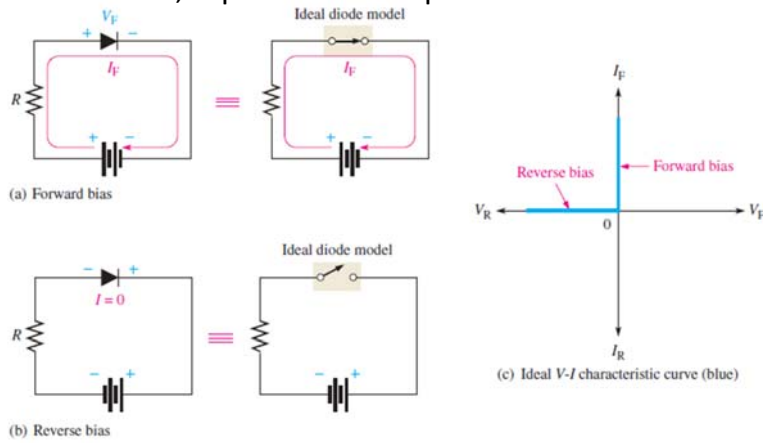 V_F
+ −
I_F
R
+ −
(a) Forward bias
Ideal diode model
I_F
+ −
− +
I = 0
R
− +
(b) Reverse bias
Ideal diode model
− +
I_F
Reverse bias
Forward bias
V_R
0
V_F
I_R
(c) Ideal V-I characteristic curve (blue)